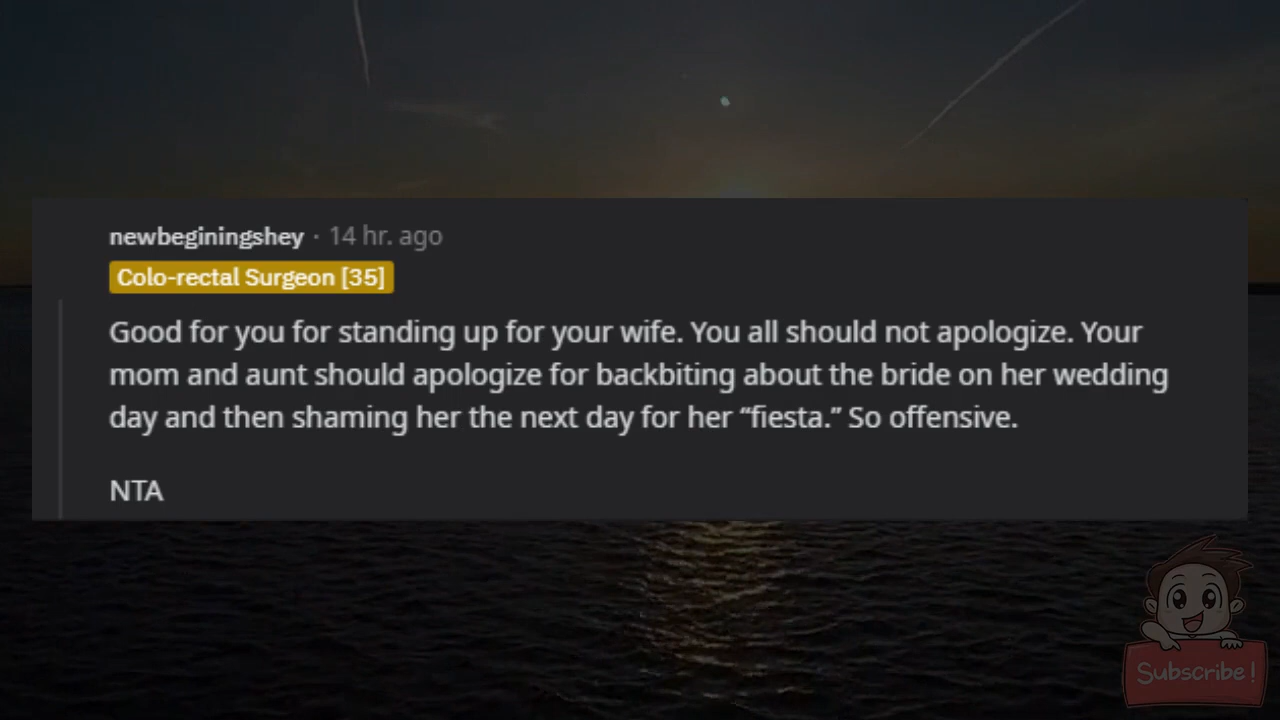 newbeginingshey · 14 hr. ago
Colo-rectal Surgeon [35]
Good for you for standing up for your wife. You all should not apologize. Your
mom and aunt should apologize for backbiting about the bride on her wedding
day and then shaming her the next day for her “fiesta.” So offensive.
NTA
Subscribe!